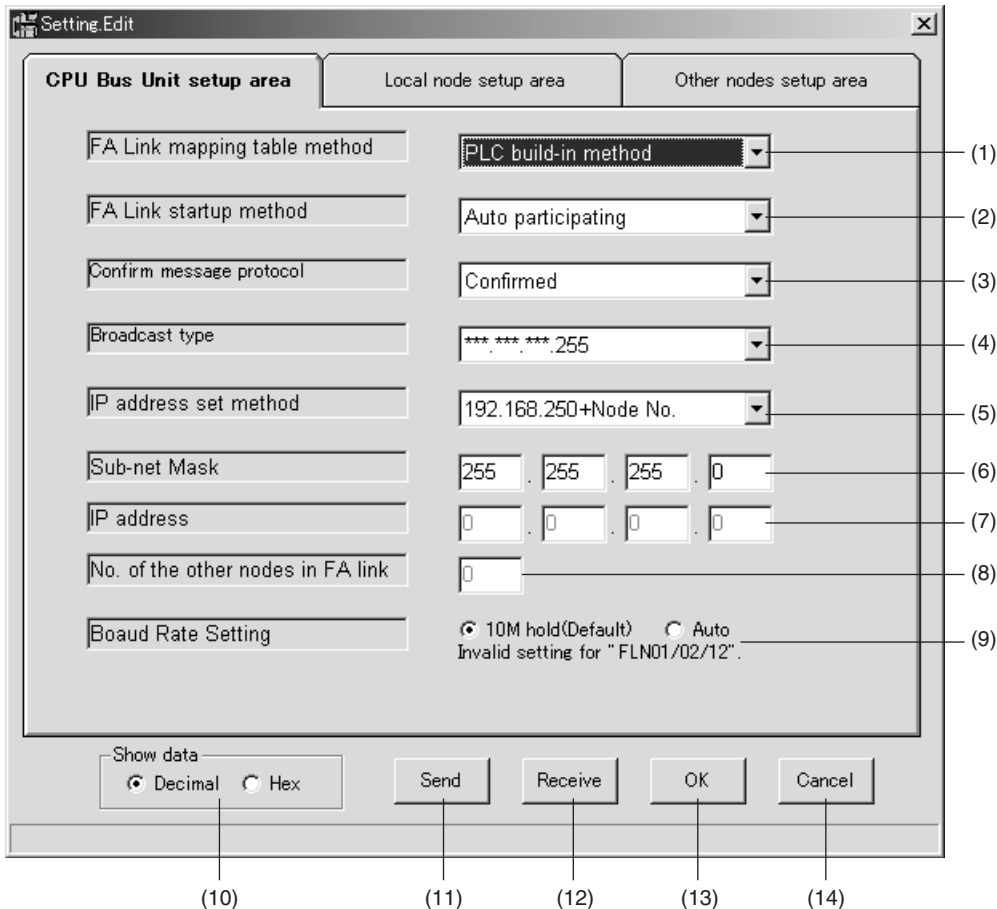 Setting.Edit
CPU Bus Unit setup area
Local node setup area
Other nodes setup area
FA Link mapping table method
PLC build-in method
(1)
FA Link startup method
Auto participating
(2)
Confirm message protocol
Confirmed
(3)
Broadcast type
***.***.***.255
(4)
IP address set method
192.168.250+Node No.
(5)
Sub-net Mask
255 . 255 . 255 . 0
(6)
IP address
0 . 0 . 0 . 0
(7)
No. of the other nodes in FA link
0
(8)
Boaud Rate Setting
10M hold(Default) Auto
Invalid setting for "FLN01/02/12".
(9)
Show data
Decimal Hex
Send
Receive
OK
Cancel
(10)
(11)
(12)
(13)
(14)